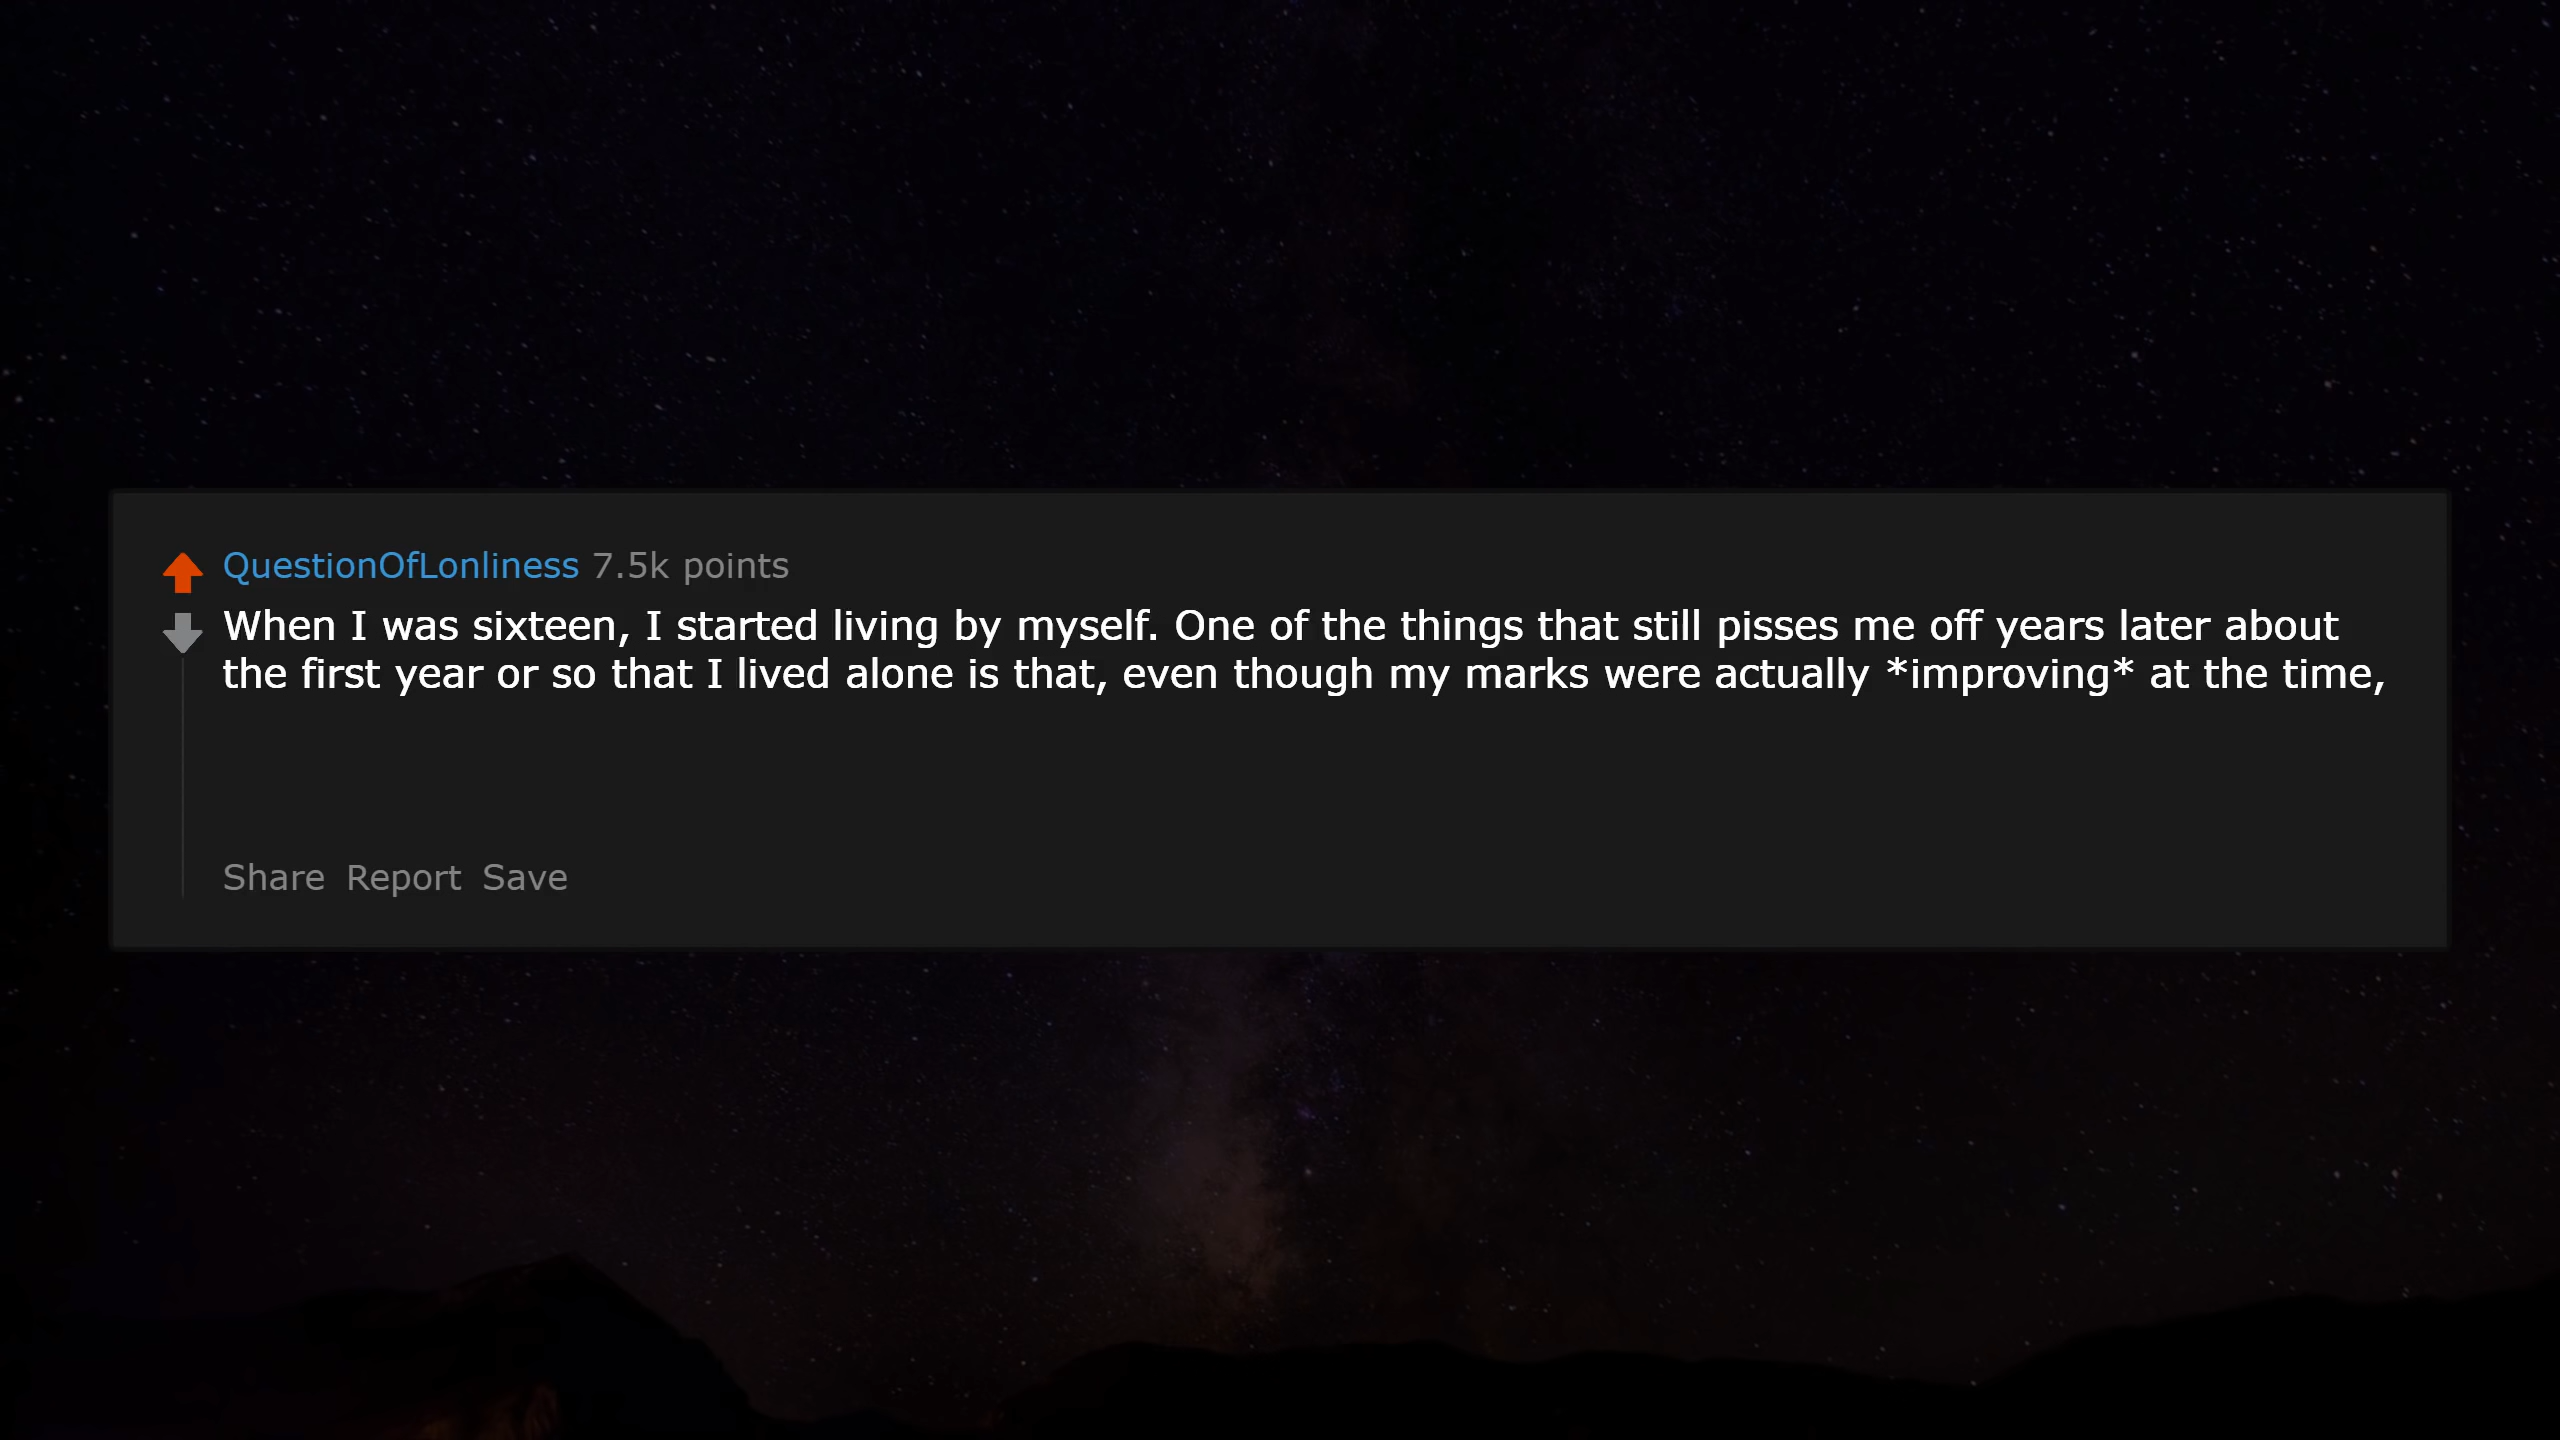 QuestionOfLonliness 7.5k points
When I was sixteen, I started living by myself. One of the things that still pisses me off years later about
the first year or so that I lived alone is that, even though my marks were actually *improving* at the time,
Share Report Save